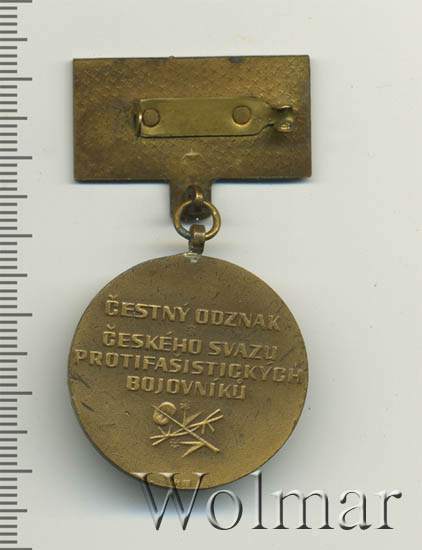 ČESTNÝ ODZNAK
ČESKÉHO SVAZU
PROTIFAŠISTICKÝCH
BOJOVNÍKŮ
Wolmar